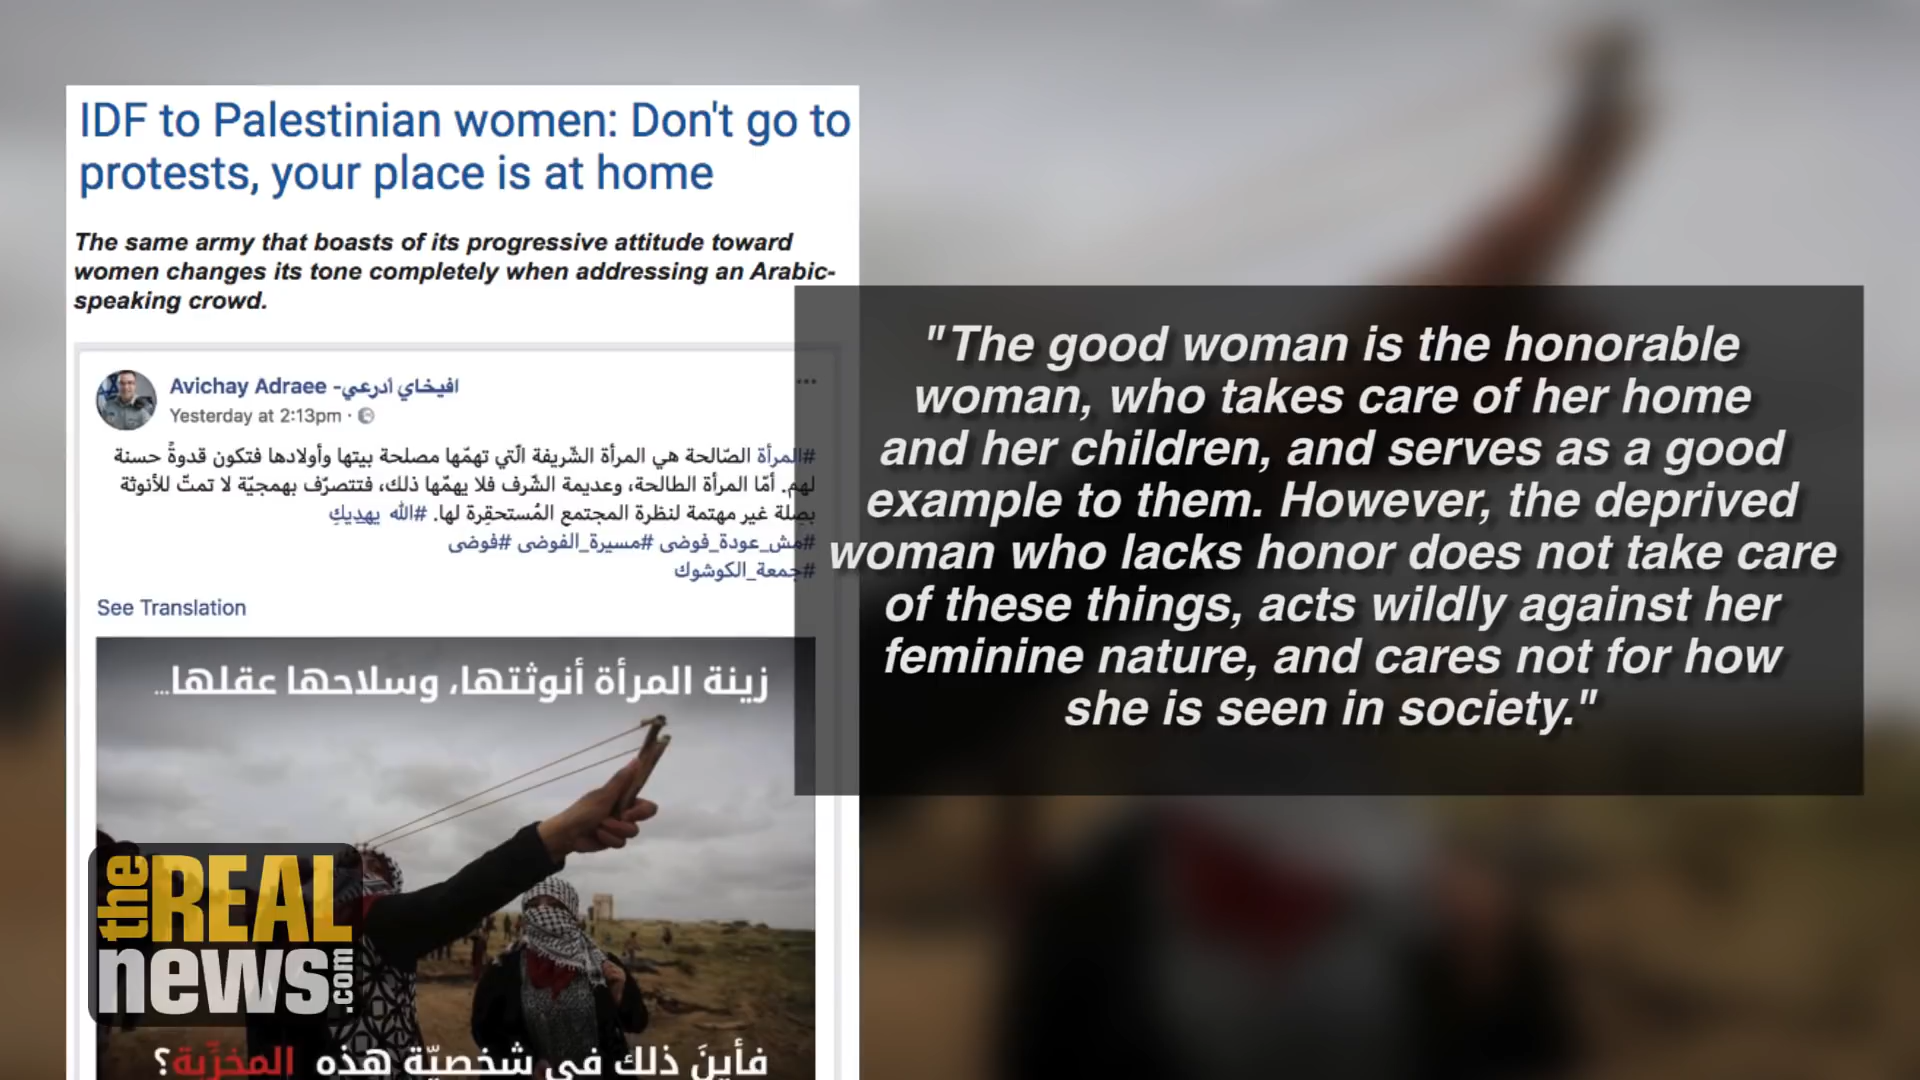 IDF to Palestinian women: Don't go to
protests, your place is at home
The same army that boasts of its progressive attitude toward
women changes its tone completely when addressing an Arabic-
speaking crowd.
Avichay Adraee -افيخاي ادرعي
Yesterday at 2:13pm ·
#المرأة الصّالحة هي المرأة الشّريفة الّتي تهمّها مصلحة بيتها وأولادها فتكون قدوةً حسنة
لهم. أمّا المرأة الطالحة، وعديمة الشّرف فلا يهمّها ذلك، فتتصرّف بهمجيّة لا تمتّ للأنوثة
بصِلة غير مهتمة لنظرة المجتمع المُستحقِرة لها. #الله_يهديكِ
#مش_عودة_فوضى #مسيرة_الفوضى #فوضى
#جمعة_الكوشوك
See Translation
زينة المرأة أنوثتها، وسلاحها عقلها...
فأينَ ذلك في شخصيّة هذه المخرِّبة؟
"The good woman is the honorable
woman, who takes care of her home
and her children, and serves as a good
example to them. However, the deprived
woman who lacks honor does not take care
of these things, acts wildly against her
feminine nature, and cares not for how
she is seen in society."
the REAL
news.com